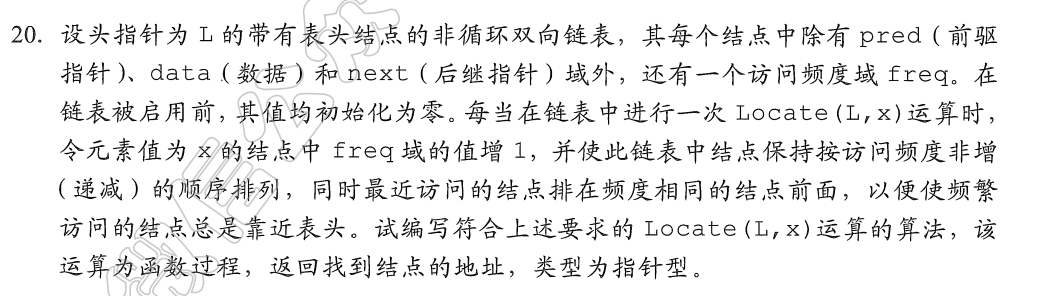 20. 设头指针为 L 的带有表头结点的非循环双向链表，其每个结点中除有 pred（前驱
指针）、data（数据）和 next（后继指针）域外，还有一个访问频度域 freq。在
链表被启用前，其值均初始化为零。每当在链表中进行一次 Locate(L,x)运算时，
令元素值为 x 的结点中 freq 域的值增 1，并使此链表中结点保持按访问频度非增
（递减）的顺序排列，同时最近访问的结点排在频度相同的结点前面，以便使频繁
访问的结点总是靠近表头。试编写符合上述要求的 Locate(L,x)运算的算法，该
运算为函数过程，返回找到结点的地址，类型为指针型。